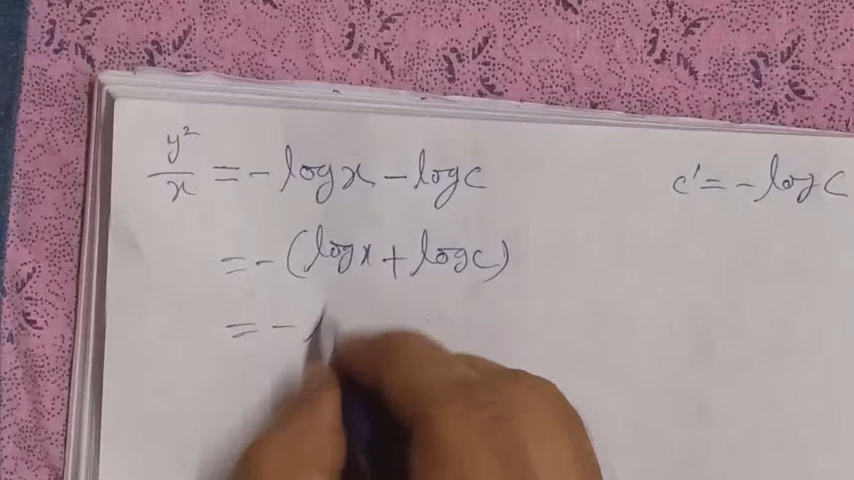 y²/x = - log x - log c
c' = - log c
= - (log x + log c)
= -